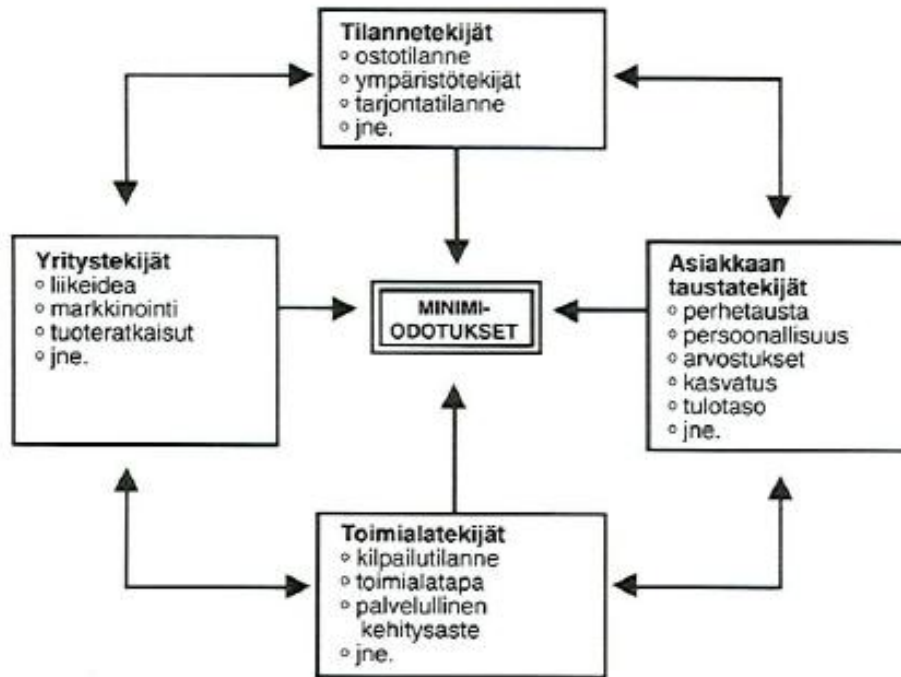 Tilannetekijät
○ ostotilanne
○ ympäristötekijät
○ tarjontatilanne
○ jne.
Yritystekijät
○ liikeidea
○ markkinointi
○ tuoteratkaisut
○ jne.
MINIMI-
ODOTUKSET
Asiakkaan
taustatekijät
○ perhetausta
○ persoonallisuus
○ arvostukset
○ kasvatus
○ tulotaso
○ jne.
Toimialatekijät
○ kilpailutilanne
○ toimialatapa
○ palvelullinen
kehitysaste
○ jne.